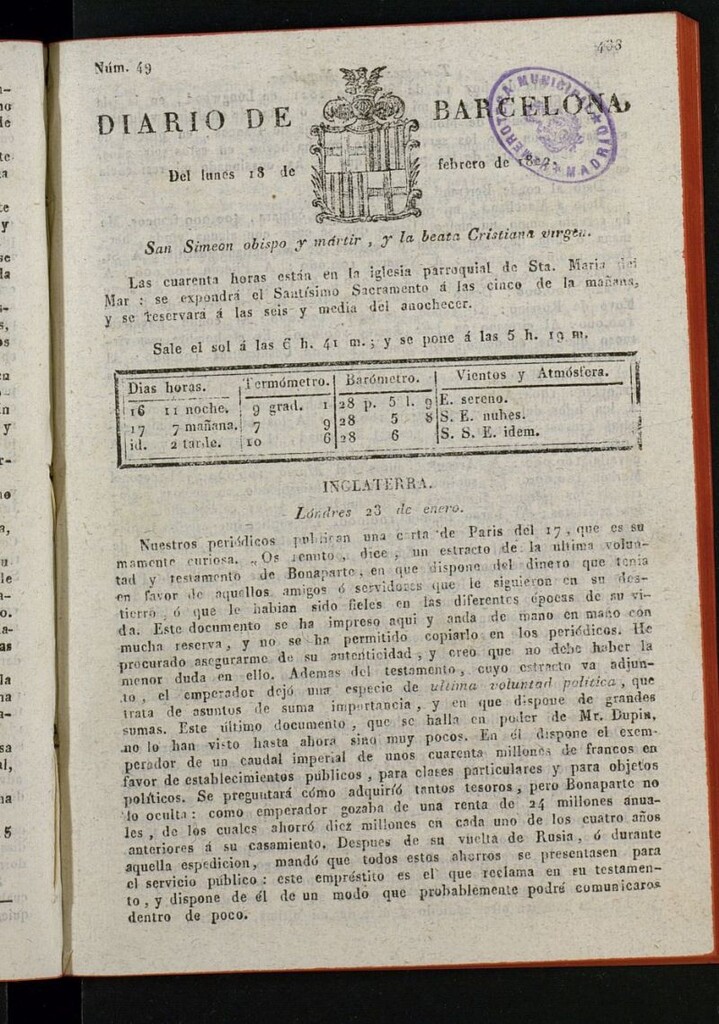 Núm. 49
DIARIO DE BARCELONA,
HEMEROTECA MUNICIPAL MADRID
Del lunes 18 de febrero de
San Simeon obispo y mártir, y la beata Cristiana virgen.
Las cuarenta horas están en la iglesia parroquial de Sta. Maria del
Mar : se expondrá el Santísimo Sacramento á las cinco de la mañana,
y se reservará á las seis y media del anochecer.
Sale el sol á las 6 h. 41 m. ; y se pone á las 5 h. 19 m.
Dias horas. Termómetro. Barómetro. Vientos y Atmósfera.
16 11 noche. 9 grad. 1 28 p. 5 l. 9 E. sereno.
17 7 mañana. 7 9 28 5 8 S. E. nubes.
id. 2 tarde. 10 6 28 6 S. S. E. idem.
INGLATERRA.
Lóndres 23 de enero.
Nuestros periódicos publican una carta de Paris del 17, que es su
mamente curiosa. „Os remito, dice, un estracto de la última volun-
tad y testamento de Bonaparte, en que dispone del dinero que tenia
en favor de aquellos amigos ó servidores que le siguieron en su des-
tierro, ó que le habian sido fieles en las diferentes épocas de su vi-
da. Este documento se ha impreso aqui y anda de mano en mano con
mucha reserva, y no se ha permitido copiarlo en los periódicos. He
procurado asegurarme de su autenticidad, y creo que no debe haber la
menor duda en ello. Ademas del testamento, cuyo estracto va adjun-
to, el emperador dejó una especie de ultima voluntad política, que
trata de asuntos de suma importancia, y en que dispone de grandes
sumas. Este último documento, que se halla en poder de Mr. Dupin,
no lo han visto hasta ahora sino muy pocos. En él dispone el exem-
perador de un caudal imperial de unos cuarenta millones de francos en
favor de establecimientos públicos, para clases particulares y para objetos
políticos. Se preguntará cómo adquirió tantos tesoros, pero Bonaparte no
lo oculta : como emperador gozaba de una renta de 24 millones anua-
les, de los cuales ahorró diez millones en cada uno de los cuatro años
anteriores á su casamiento. Despues de su vuelta de Rusia, ó durante
aquella espedicion, mandó que todos estos ahorros se presentasen para
el servicio público : este empréstito es el que reclama en su testamen-
to, y dispone de él de un modo que probablemente podré comunicaros
dentro de poco.